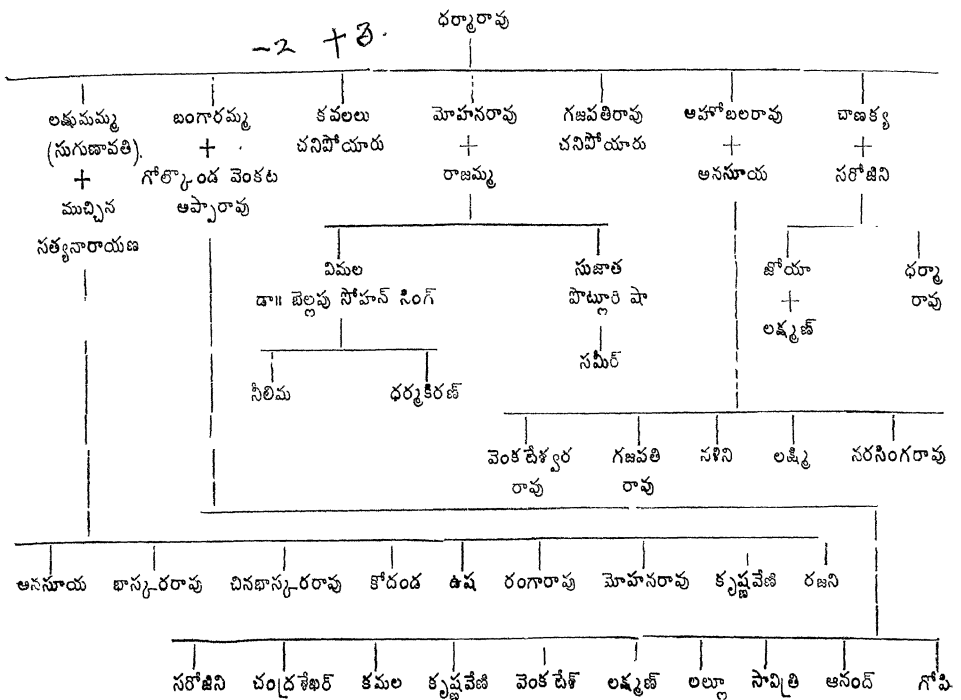 ధర్మారావు
-2 +3.
లక్షుమమ్మ బంగారమ్మ కవలలు మోహనరావు గజపతిరావు అహోబలరావు చాణక్య
(సుగుణావతి). + చనిపోయారు + చనిపోయారు + +
+ గోల్కొండ వెంకట రాజమ్మ అనసూయ సరోజిని
ముచ్చిన అప్పారావు
సత్యనారాయణ
విమల సుజాత జోయా ధర్మా
డా॥ బెల్లపు సోహన్ సింగ్ పొట్లూరి షా + రావు
లక్ష్మణ్
సమీర్
నీలిమ ధర్మకిరణ్
వెంకటేశ్వర గజపతి నళిని లక్ష్మి నరసింగరావు
రావు రావు
అనసూయ భాస్కరరావు చినభాస్కరరావు కోదండ ఉష రంగారావు మోహనరావు కృష్ణవేణి రజని
సరోజిని చంద్రశేఖర్ కమల కృష్ణవేణి వెంకటేశ్ లక్ష్మణ్ లల్లూ సావిత్రి ఆనంద్ గోపి